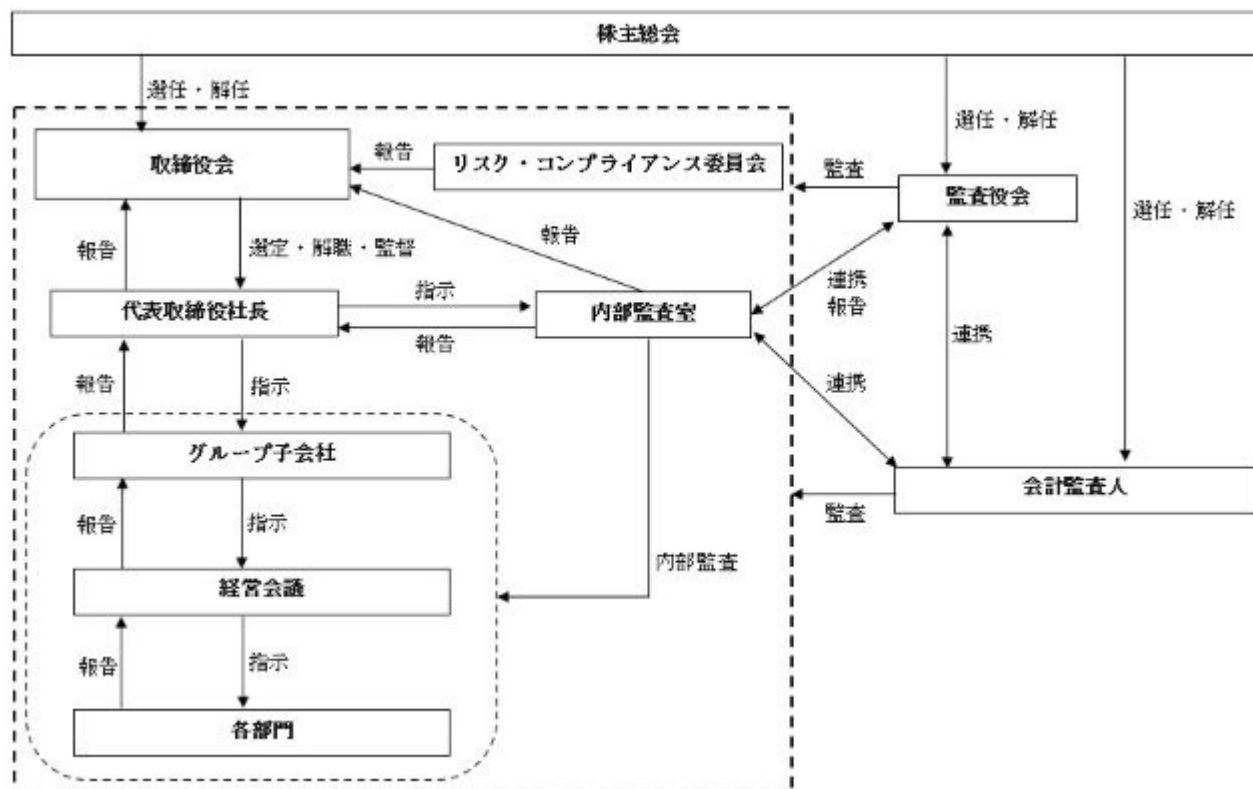 株主総会
選任・解任
選任・解任
選任・解任
取締役会
報告
リスク・コンプライアンス委員会
監査
監査役会
報告
選定・解職・監督
報告
連携
報告
代表取締役社長
指示
報告
内部監査室
連携
連携
報告
指示
グループ子会社
会計監査人
監査
報告
指示
内部監査
経営会議
報告
指示
各部門